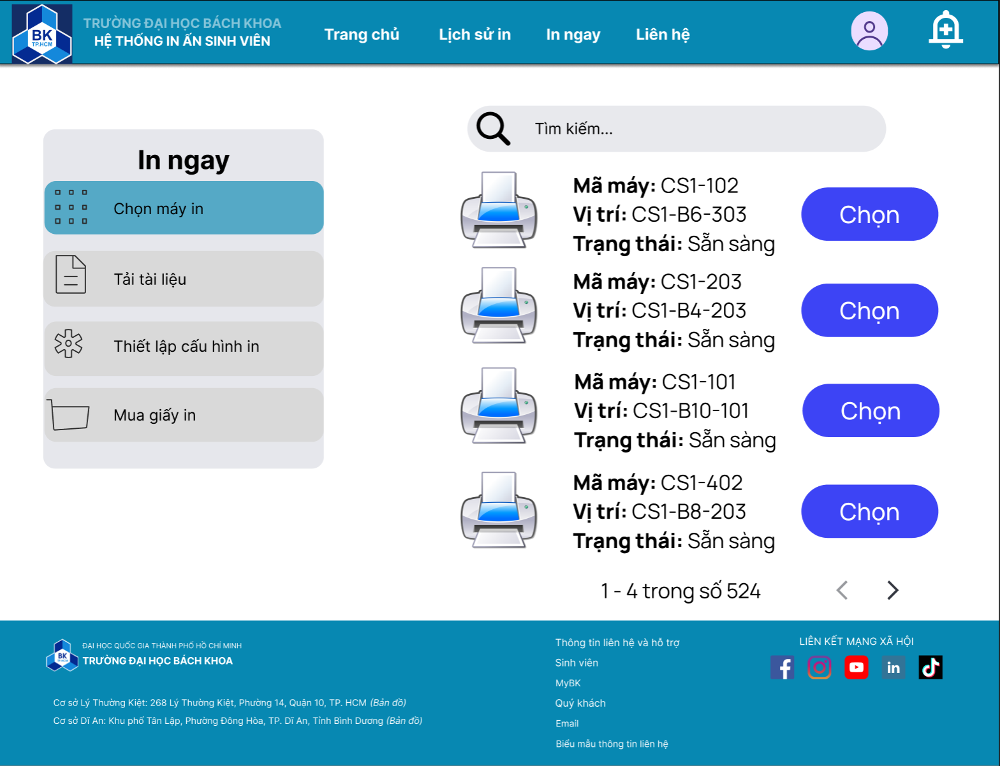 BK
TP.HCM
TRƯỜNG ĐẠI HỌC BÁCH KHOA
HỆ THỐNG IN ẤN SINH VIÊN
Trang chủ
Lịch sử in
In ngay
Liên hệ
In ngay
Chọn máy in
Tải tài liệu
Thiết lập cấu hình in
Mua giấy in
Tìm kiếm...
Mã máy: CS1-102
Vị trí: CS1-B6-303
Trạng thái: Sẵn sàng
Chọn
Mã máy: CS1-203
Vị trí: CS1-B4-203
Trạng thái: Sẵn sàng
Chọn
Mã máy: CS1-101
Vị trí: CS1-B10-101
Trạng thái: Sẵn sàng
Chọn
Mã máy: CS1-402
Vị trí: CS1-B8-203
Trạng thái: Sẵn sàng
Chọn
1 - 4 trong số 524
BK
TP.HCM
ĐẠI HỌC QUỐC GIA THÀNH PHỐ HỒ CHÍ MINH
TRƯỜNG ĐẠI HỌC BÁCH KHOA
Cơ sở Lý Thường Kiệt: 268 Lý Thường Kiệt, Phường 14, Quận 10, TP. HCM (Bản đồ)
Cơ sở Dĩ An: Khu phố Tân Lập, Phường Đông Hòa, TP. Dĩ An, Tỉnh Bình Dương (Bản đồ)
Thông tin liên hệ và hỗ trợ
Sinh viên
MyBK
Quý khách
Email
Biểu mẫu thông tin liên hệ
LIÊN KẾT MẠNG XÃ HỘI
f
in